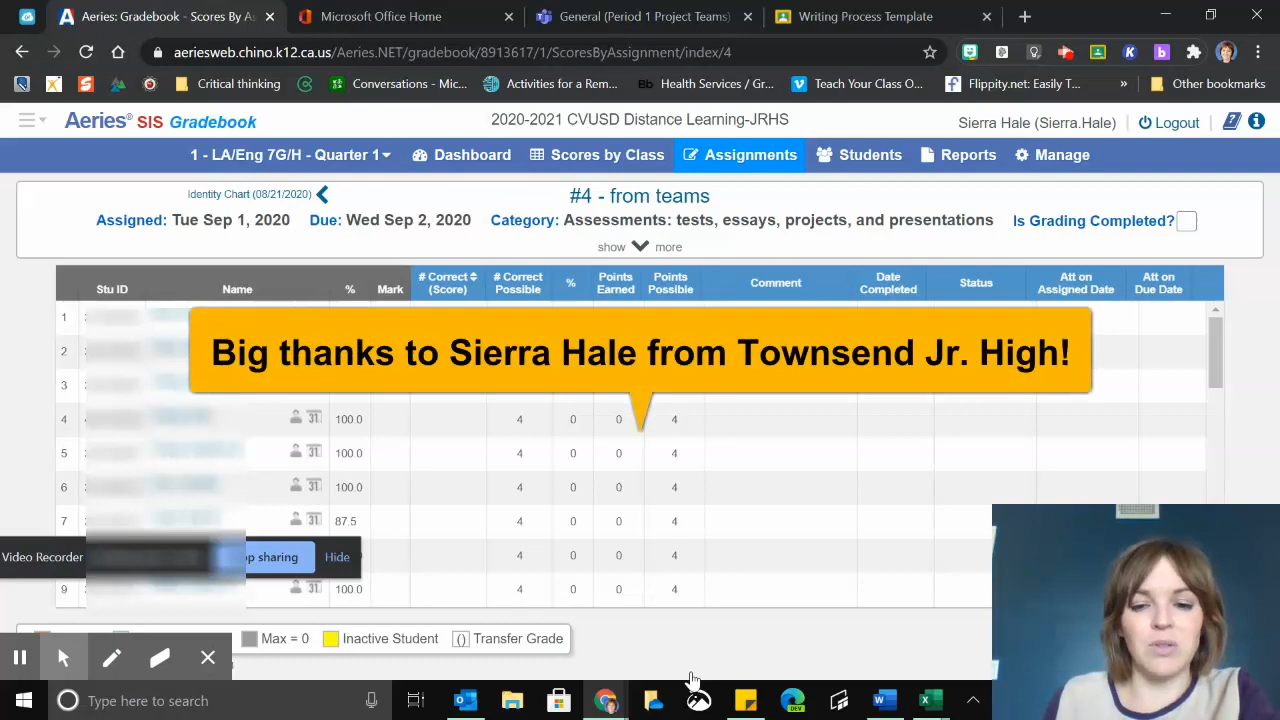 Aeries: Gradebook - Scores By As
Microsoft Office Home
General (Period 1 Project Teams)
Writing Process Template
aeriesweb.chino.k12.ca.us/Aeries.NET/gradebook/8913617/1/ScoresByAssignment/index/4
Critical thinking
Conversations - Mic...
Activities for a Rem...
Bb Health Services / Gr...
Teach Your Class O...
Flippity.net: Easily T...
»
Other bookmarks
Aeries® SIS Gradebook
2020-2021 CVUSD Distance Learning-JRHS
Sierra Hale (Sierra.Hale)
Logout
1 - LA/Eng 7G/H - Quarter 1
Dashboard
Scores by Class
Assignments
Students
Reports
Manage
Identity Chart (08/21/2020)
#4 - from teams
Assigned: Tue Sep 1, 2020 Due: Wed Sep 2, 2020 Category: Assessments: tests, essays, projects, and presentations Is Grading Completed?
show more
Stu ID Name % Mark # Correct (Score) # Correct Possible % Points Earned Points Possible Comment Date Completed Status Att on Assigned Date Att on Due Date
1
2
3
Big thanks to Sierra Hale from Townsend Jr. High!
4 31 100.0 4 0 0 4
5 31 100.0 4 0 0 4
6 31 100.0 4 0 0 4
7 31 87.5 4 0 0 4
4 0 0 4
9 31 100.0 4 0 0 4
Video Recorder
op sharing
Hide
Max = 0
Inactive Student
() Transfer Grade
Type here to search
DEV